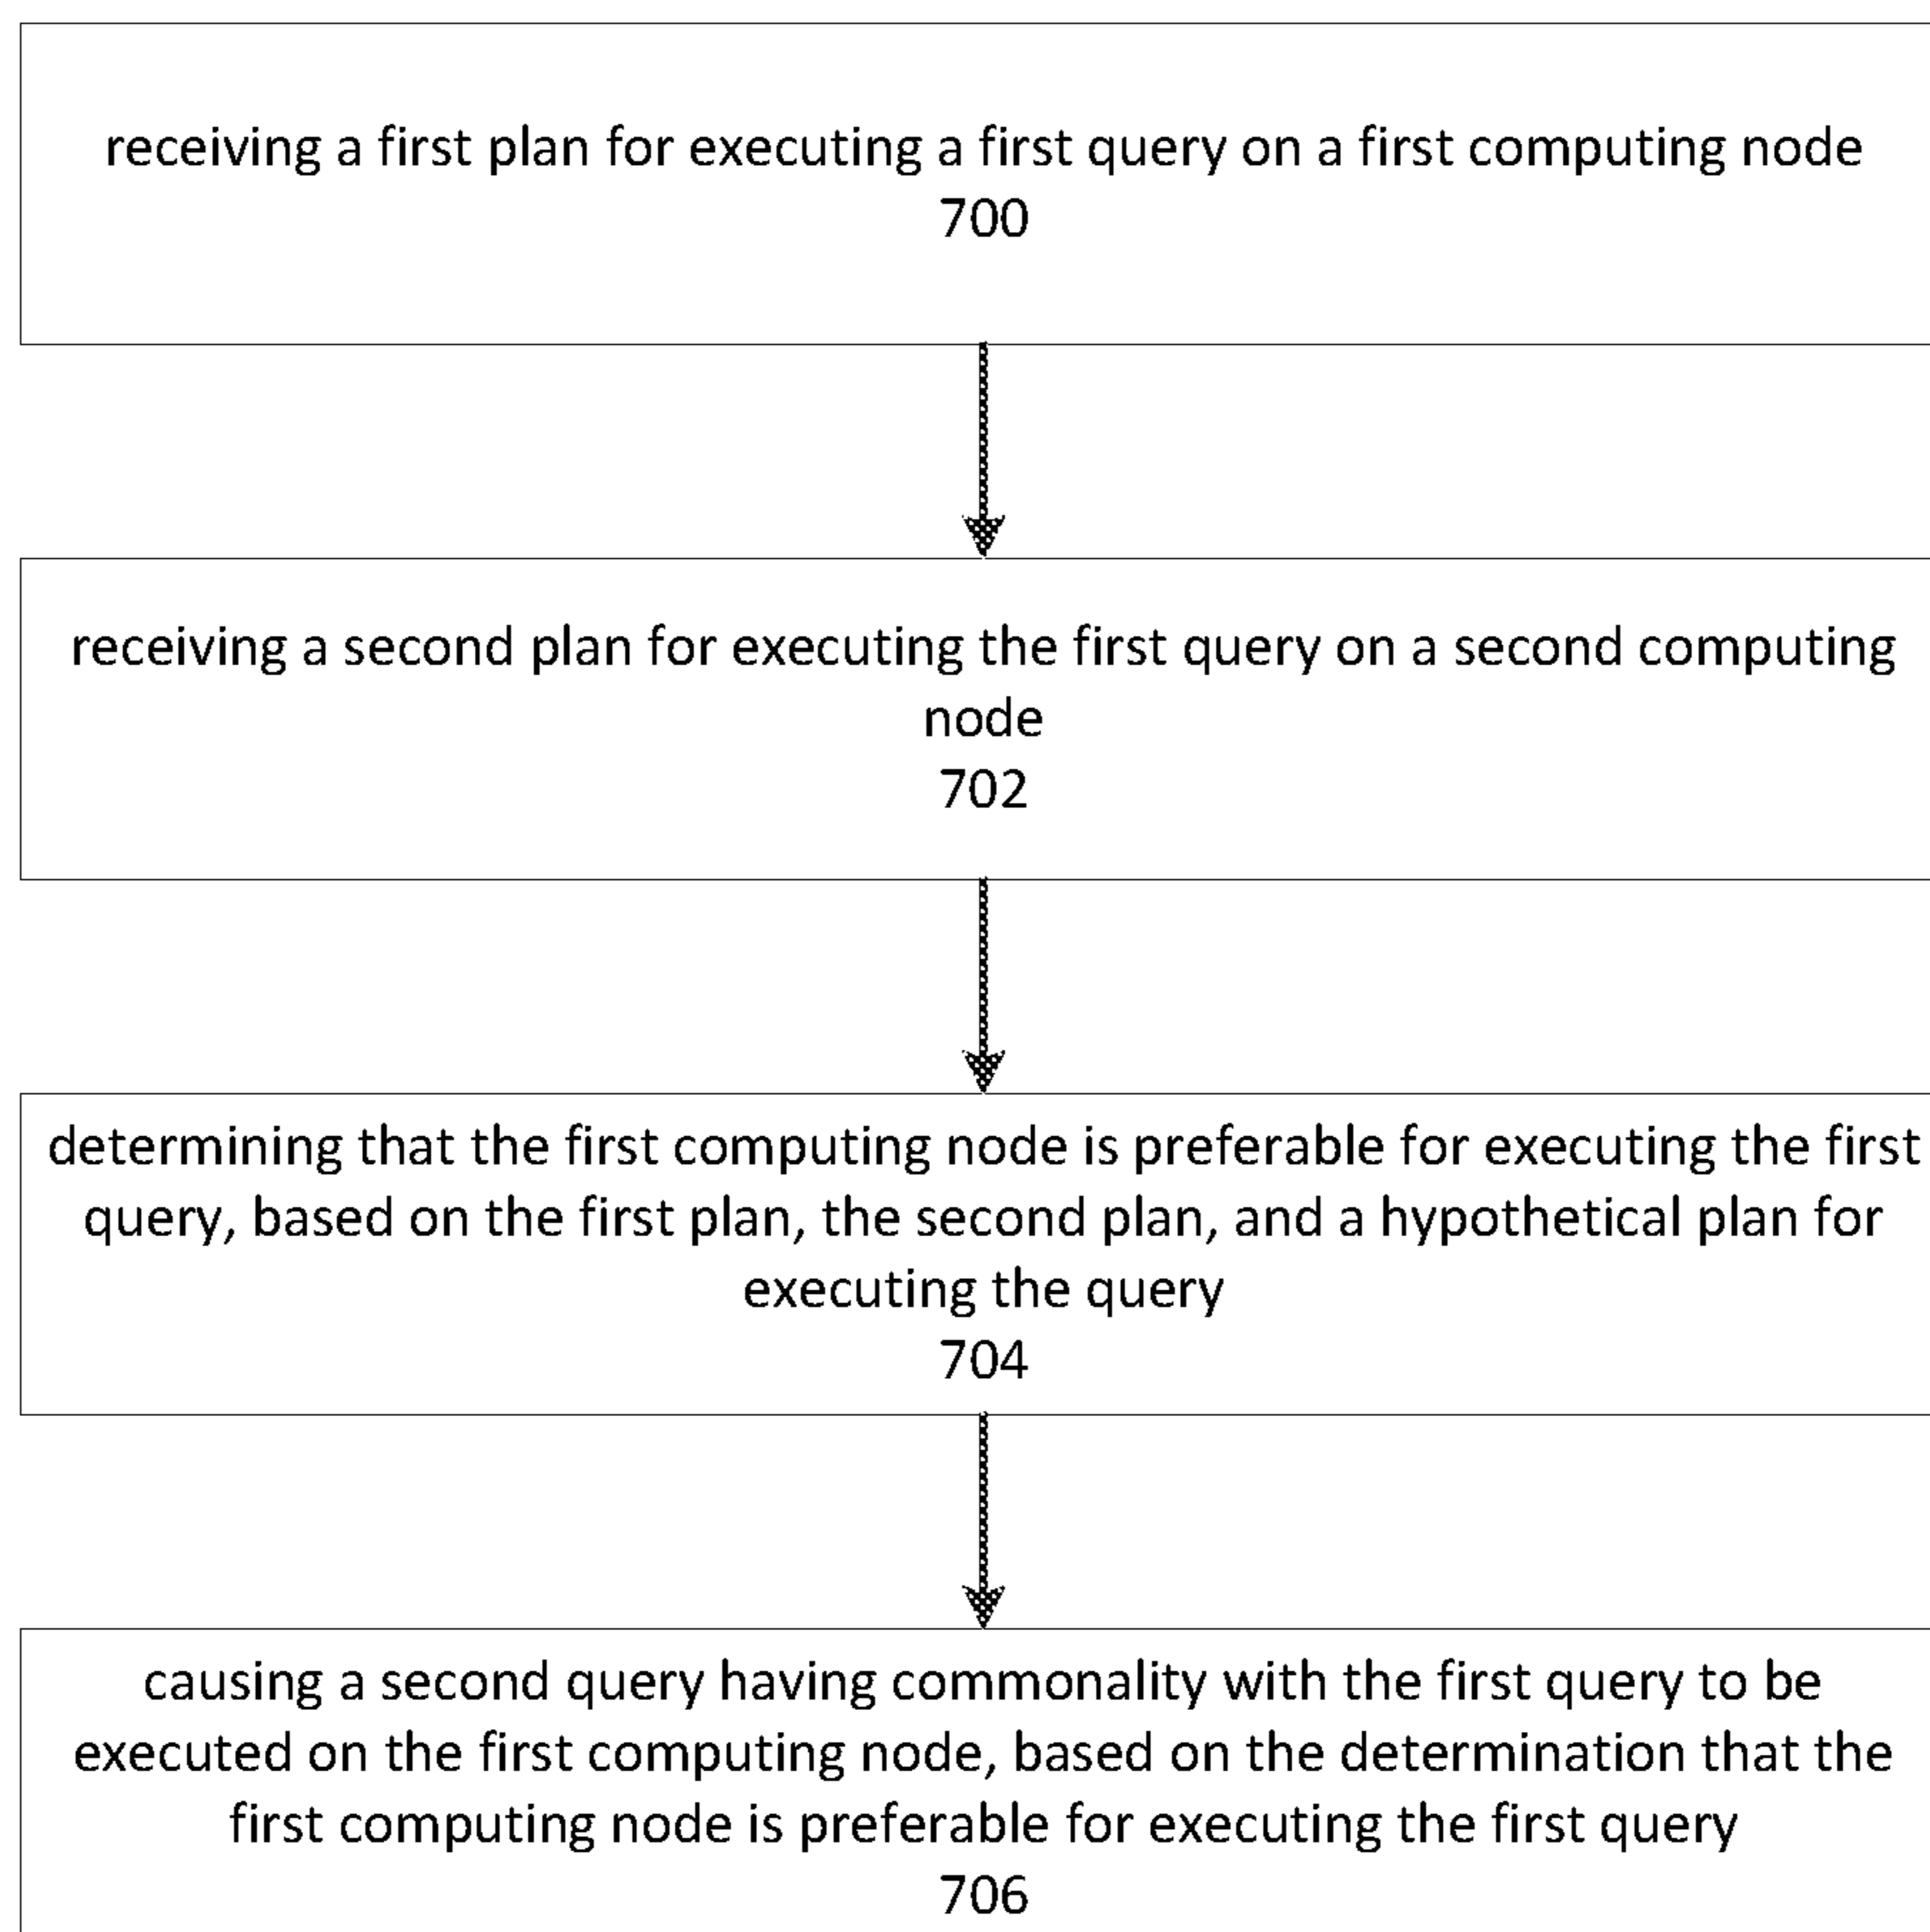 receiving a first plan for executing a first query on a first computing node
700
receiving a second plan for executing the first query on a second computing
node
702
determining that the first computing node is preferable for executing the first
query, based on the first plan, the second plan, and a hypothetical plan for
executing the query
704
causing a second query having commonality with the first query to be
executed on the first computing node, based on the determination that the
first computing node is preferable for executing the first query
706